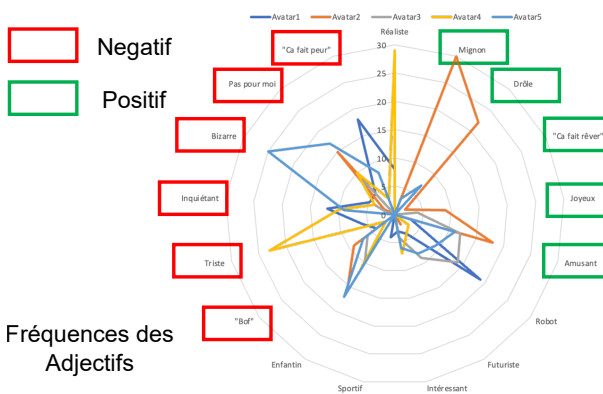 Avatar1 Avatar2 Avatar3 Avatar4 Avatar5
Negatif
Positif
Réaliste
30
25
20
15
10
5
0
Mignon
Drôle
"Ca fait rêver"
Joyeux
Amusant
Robot
Futuriste
Intéressant
Sportif
Enfantin
"Bof"
Triste
Inquiétant
Bizarre
Pas pour moi
"Ca fait peur"
Fréquences des
Adjectifs